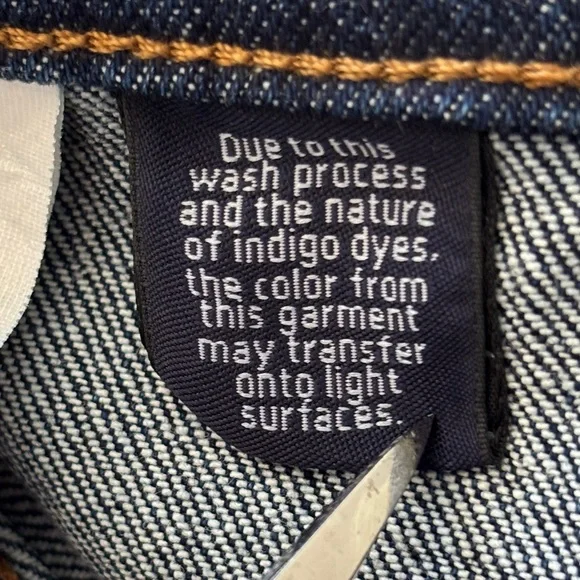 Due to this
wash process
and the nature
of indigo dyes.
the color from
this garment
may transfer
onto light
surfaces.